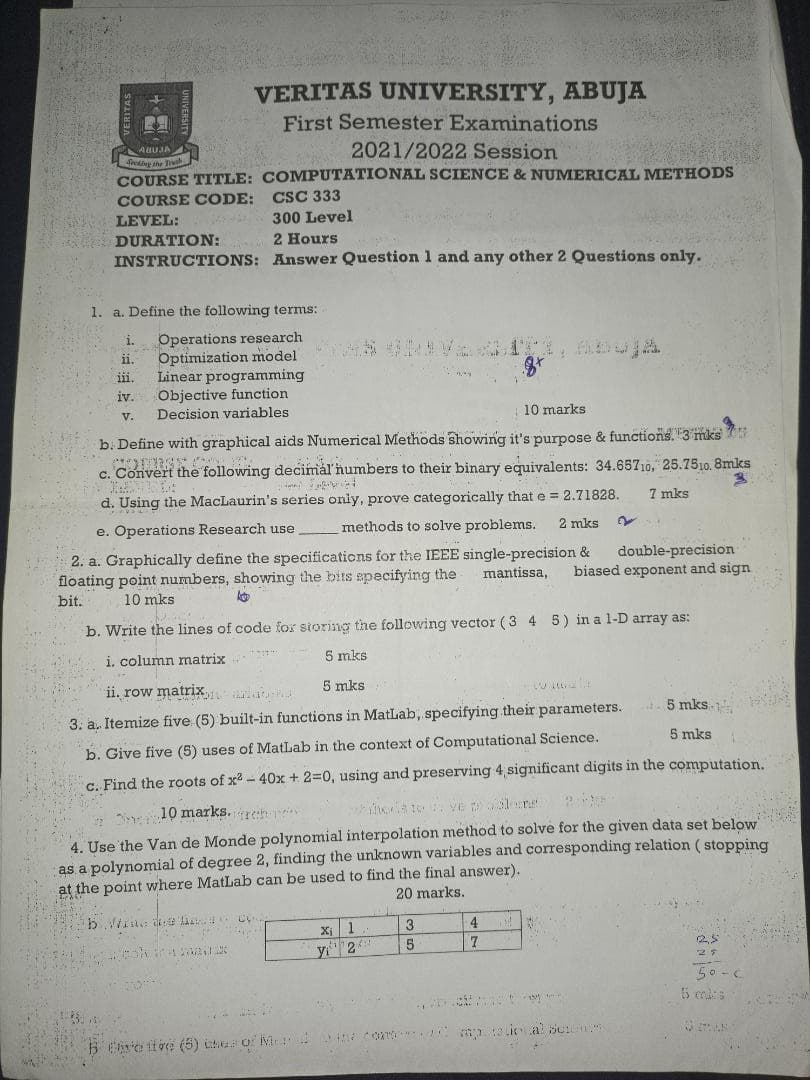 VERITAS UNIVERSITY
ABUJA
Seeking the Truth
VERITAS UNIVERSITY, ABUJA
First Semester Examinations
2021/2022 Session
COURSE TITLE: COMPUTATIONAL SCIENCE & NUMERICAL METHODS
COURSE CODE: CSC 333
LEVEL: 300 Level
DURATION: 2 Hours
INSTRUCTIONS: Answer Question 1 and any other 2 Questions only.
1. a. Define the following terms:
i. Operations research
ii. Optimization model
iii. Linear programming
iv. Objective function
v. Decision variables 10 marks
b. Define with graphical aids Numerical Methods showing it's purpose & functions. 3 mks
c. Convert the following decimal numbers to their binary equivalents: 34.657₁₀, 25.75₁₀. 8mks
d. Using the MacLaurin's series only, prove categorically that e = 2.71828. 7 mks
3
e. Operations Research use _____ methods to solve problems. 2 mks 2
2. a. Graphically define the specifications for the IEEE single-precision & double-precision
floating point numbers, showing the bits specifying the mantissa, biased exponent and sign
bit. 10 mks 10
b. Write the lines of code for storing the following vector ( 3 4 5 ) in a 1-D array as:
i. column matrix 5 mks
ii. row matrix 5 mks
3. a. Itemize five (5) built-in functions in MatLab, specifying their parameters. 5 mks
b. Give five (5) uses of MatLab in the context of Computational Science. 5 mks
c. Find the roots of x² – 40x + 2=0, using and preserving 4 significant digits in the computation.
10 marks.
4. Use the Van de Monde polynomial interpolation method to solve for the given data set below
as a polynomial of degree 2, finding the unknown variables and corresponding relation ( stopping
at the point where MatLab can be used to find the final answer).
20 marks.
xi 1 3 4
yi 2 5 7
25
25
50 - C